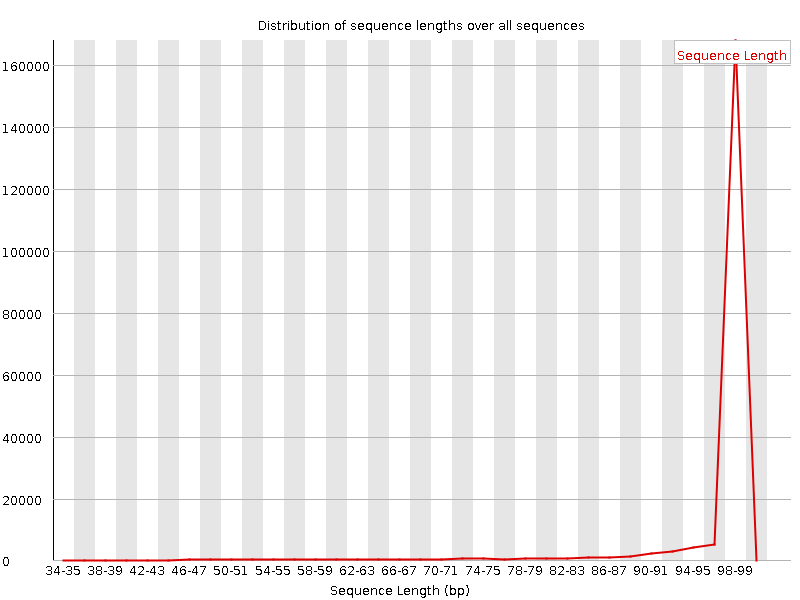 Distribution of sequence lengths over all sequences
Sequence Length
160000
140000
120000
100000
80000
60000
40000
20000
0
34-35 38-39 42-43 46-47 50-51 54-55 58-59 62-63 66-67 70-71 74-75 78-79 82-83 86-87 90-91 94-95 98-99
Sequence Length (bp)